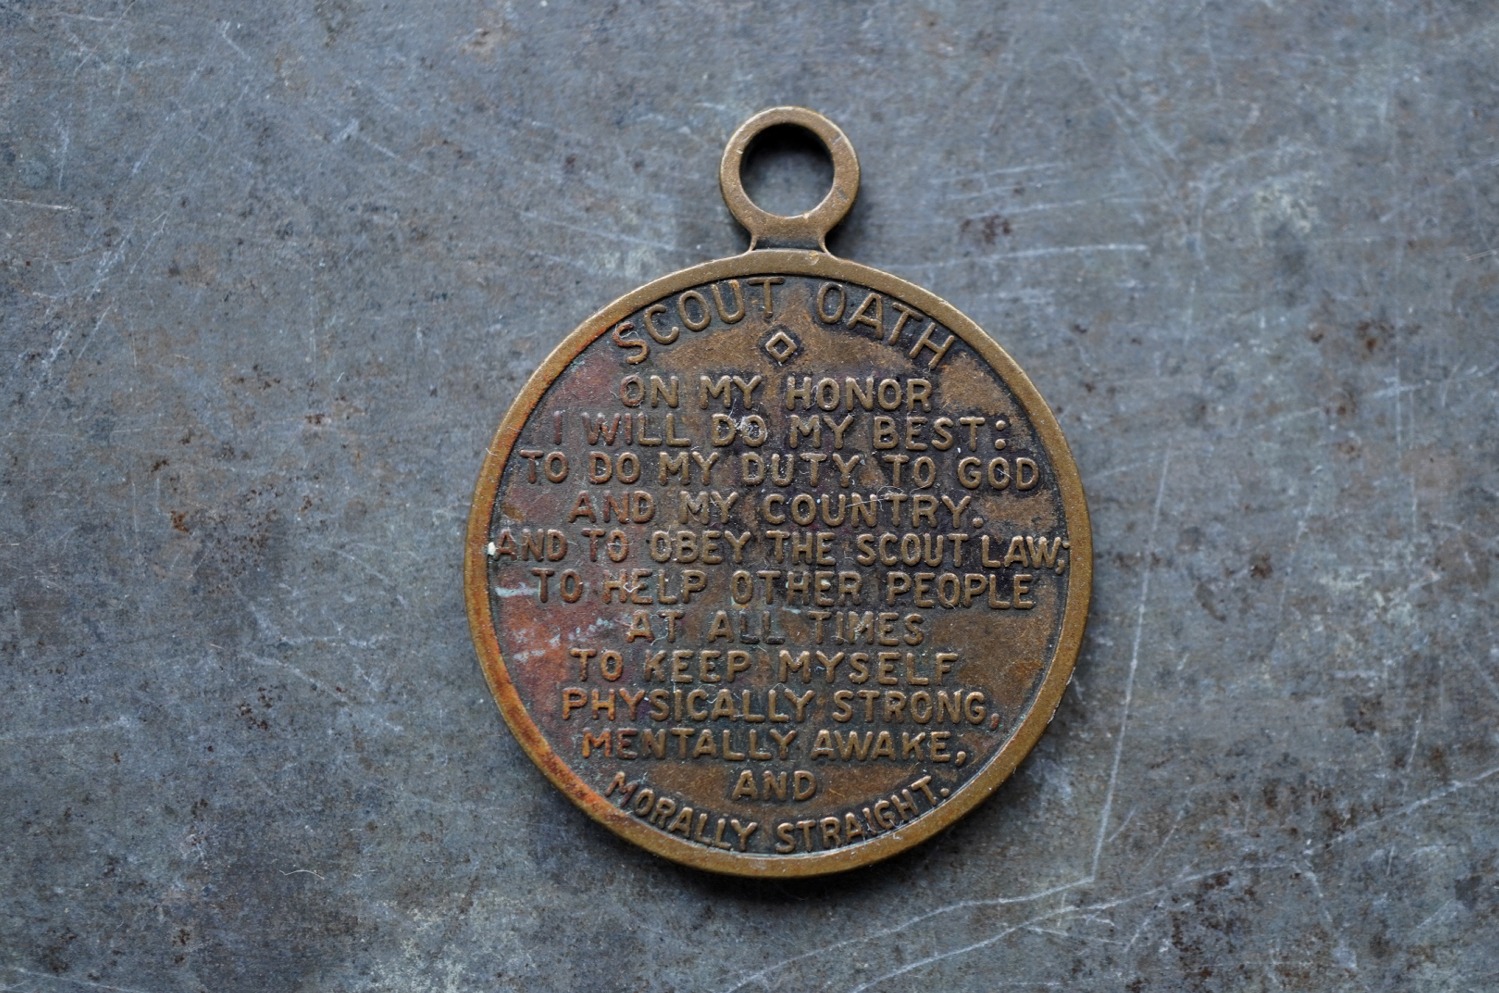 SCOUT OATH
ON MY HONOR
I WILL DO MY BEST:
TO DO MY DUTY TO GOD
AND MY COUNTRY.
AND TO OBEY THE SCOUT LAW;
TO HELP OTHER PEOPLE
AT ALL TIMES
TO KEEP MYSELF
PHYSICALLY STRONG,
MENTALLY AWAKE,
AND
MORALLY STRAIGHT.